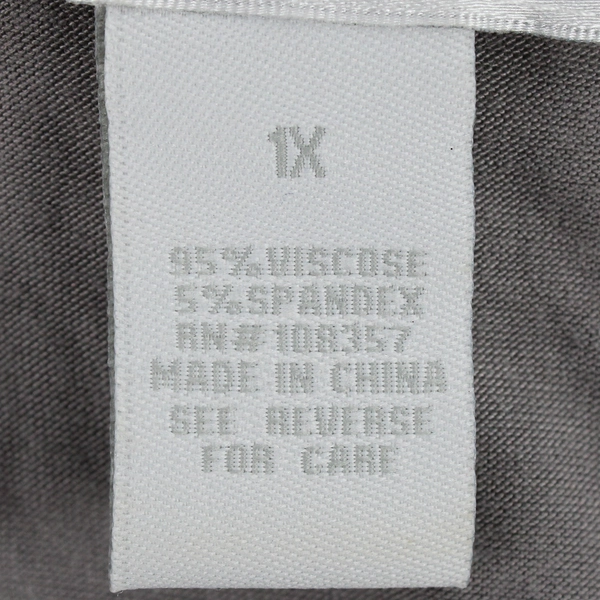 1X
95% VISCOSE
5% SPANDEX
RN# 108357
MADE IN CHINA
SEE REVERSE
FOR CARE